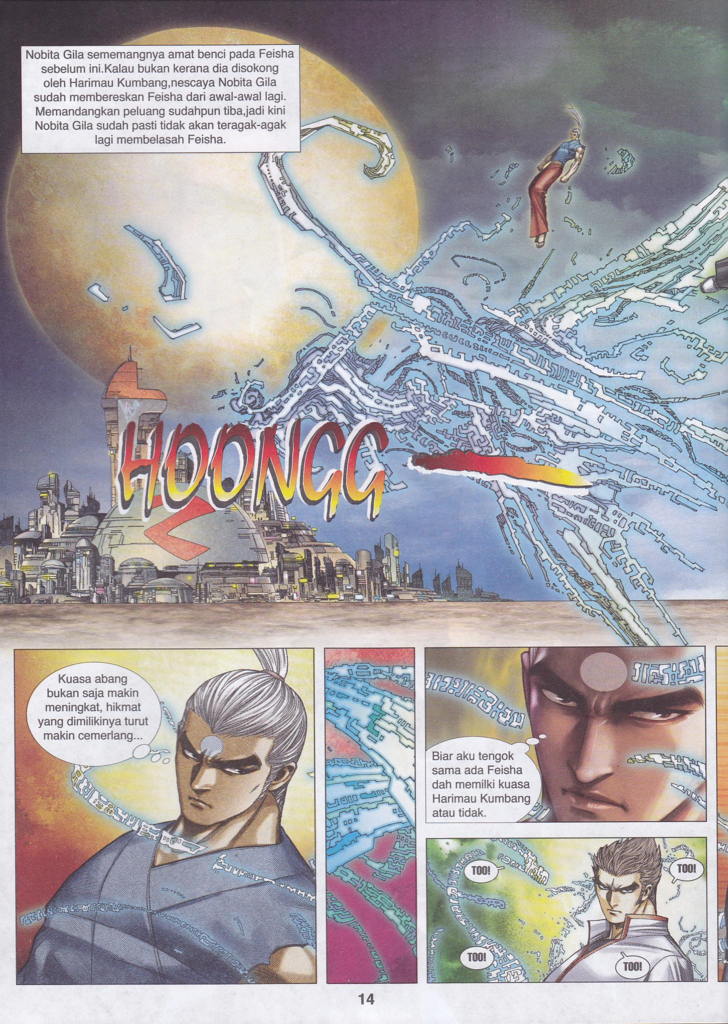 Nobita Gila sememangnya amat benci pada Feisha
sebelum ini.Kalau bukan kerana dia disokong
oleh Harimau Kumbang,nescaya Nobita Gila
sudah membereskan Feisha dari awal-awal lagi.
Memandangkan peluang sudahpun tiba,jadi kini
Nobita Gila sudah pasti tidak akan teragak-agak
lagi membelasah Feisha.
HOONGG
Kuasa abang
bukan saja makin
meningkat, hikmat
yang dimilikinya turut
makin cemerlang...
Biar aku tengok
sama ada Feisha
dah memilki kuasa
Harimau Kumbang
atau tidak.
TOO!
TOO!
TOO!
TOO!
14